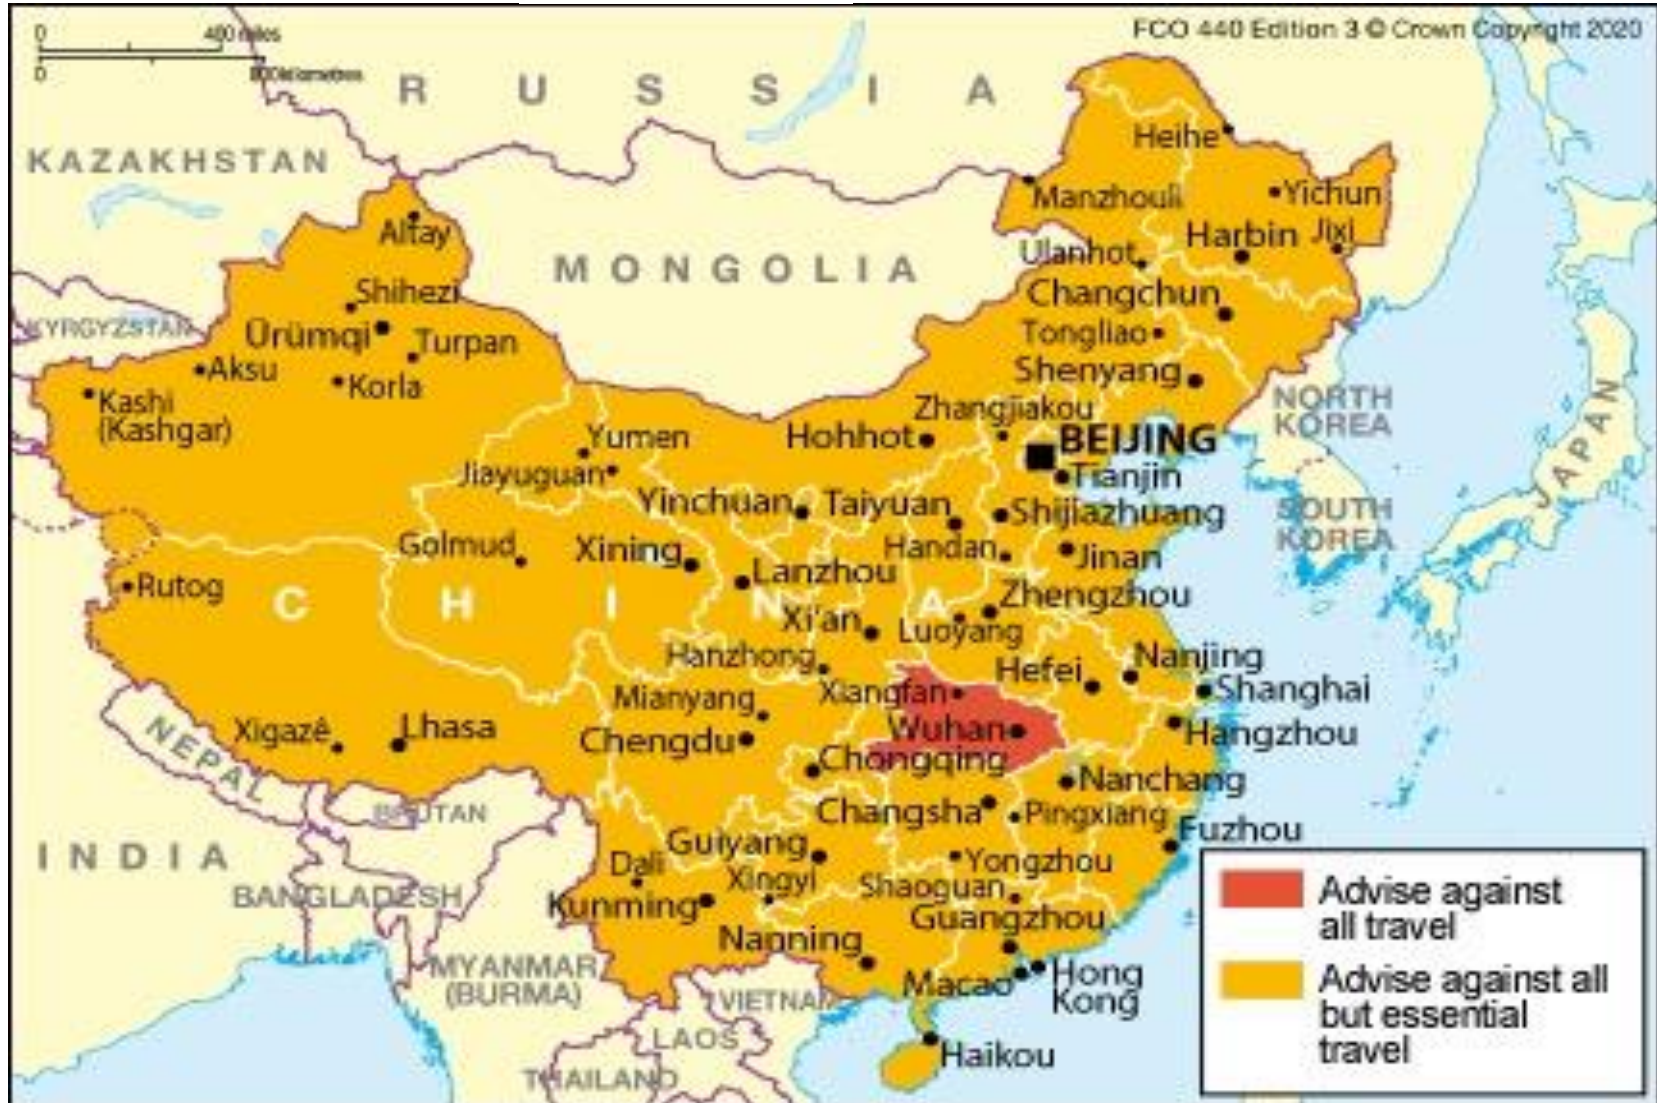 0 400 miles
0 800 kilometres
FCO 440 Edition 3 © Crown Copyright 2020
RUSSIA
KAZAKHSTAN
MONGOLIA
KYRGYZSTAN
Heihe
Manzhouli
Yichun
Altay
Ulanhot
Harbin
Jixi
Shihezi
Changchun
Ürümqi
Turpan
Tongliao
Aksu
Korla
Shenyang
Kashi
(Kashgar)
Zhangjiakou
NORTH
KOREA
JAPAN
Yumen
Hohhot
BEIJING
Jiayuguan
Tianjin
Yinchuan
Taiyuan
Shijiazhuang
SOUTH
KOREA
Golmud
Xining
Handan
Jinan
Lanzhou
Rutog
CHINA
Zhengzhou
Xi'an
Luoyang
Hanzhong
Hefei
Nanjing
Mianyang
Xiangfan
Shanghai
NEPAL
Xigazê
Lhasa
Chengdu
Wuhan
Hangzhou
Chongqing
Nanchang
BHUTAN
Changsha
Pingxiang
INDIA
Guiyang
Fuzhou
Dali
Xingyi
Yongzhou
BANGLADESH
Kunming
Shaoguan
Guangzhou
Nanning
MYANMAR
(BURMA)
Macao
Hong
Kong
VIETNAM
LAOS
Haikou
THAILAND
Advise against
all travel
Advise against all
but essential
travel